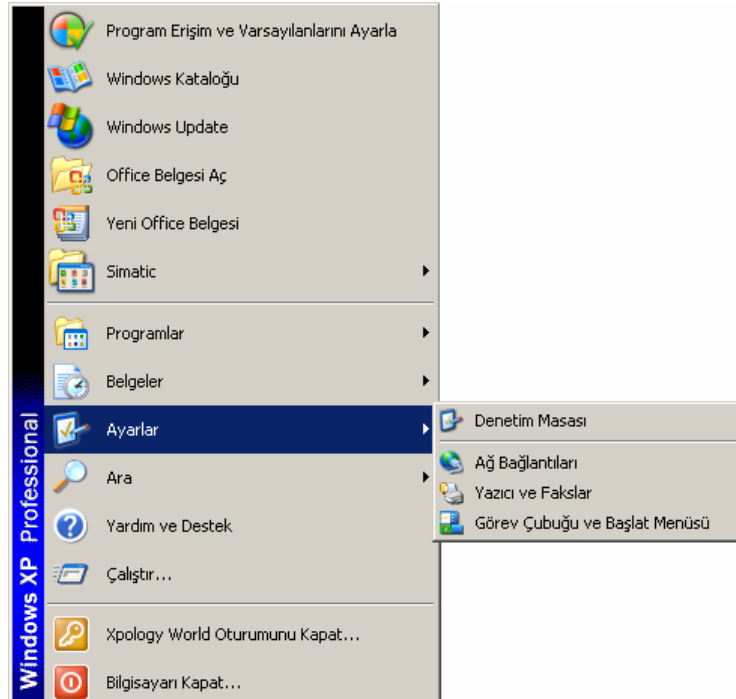 Program Erişim ve Varsayılanlarını Ayarla
Windows Kataloğu
Windows Update
Office Belgesi Aç
Yeni Office Belgesi
Simatic
Programlar
Belgeler
Ayarlar
Denetim Masası
Ağ Bağlantıları
Yazıcı ve Fakslar
Görev Çubuğu ve Başlat Menüsü
Ara
Yardım ve Destek
Çalıştır...
Xpology World Oturumunu Kapat...
Bilgisayarı Kapat...
Windows XP Professional